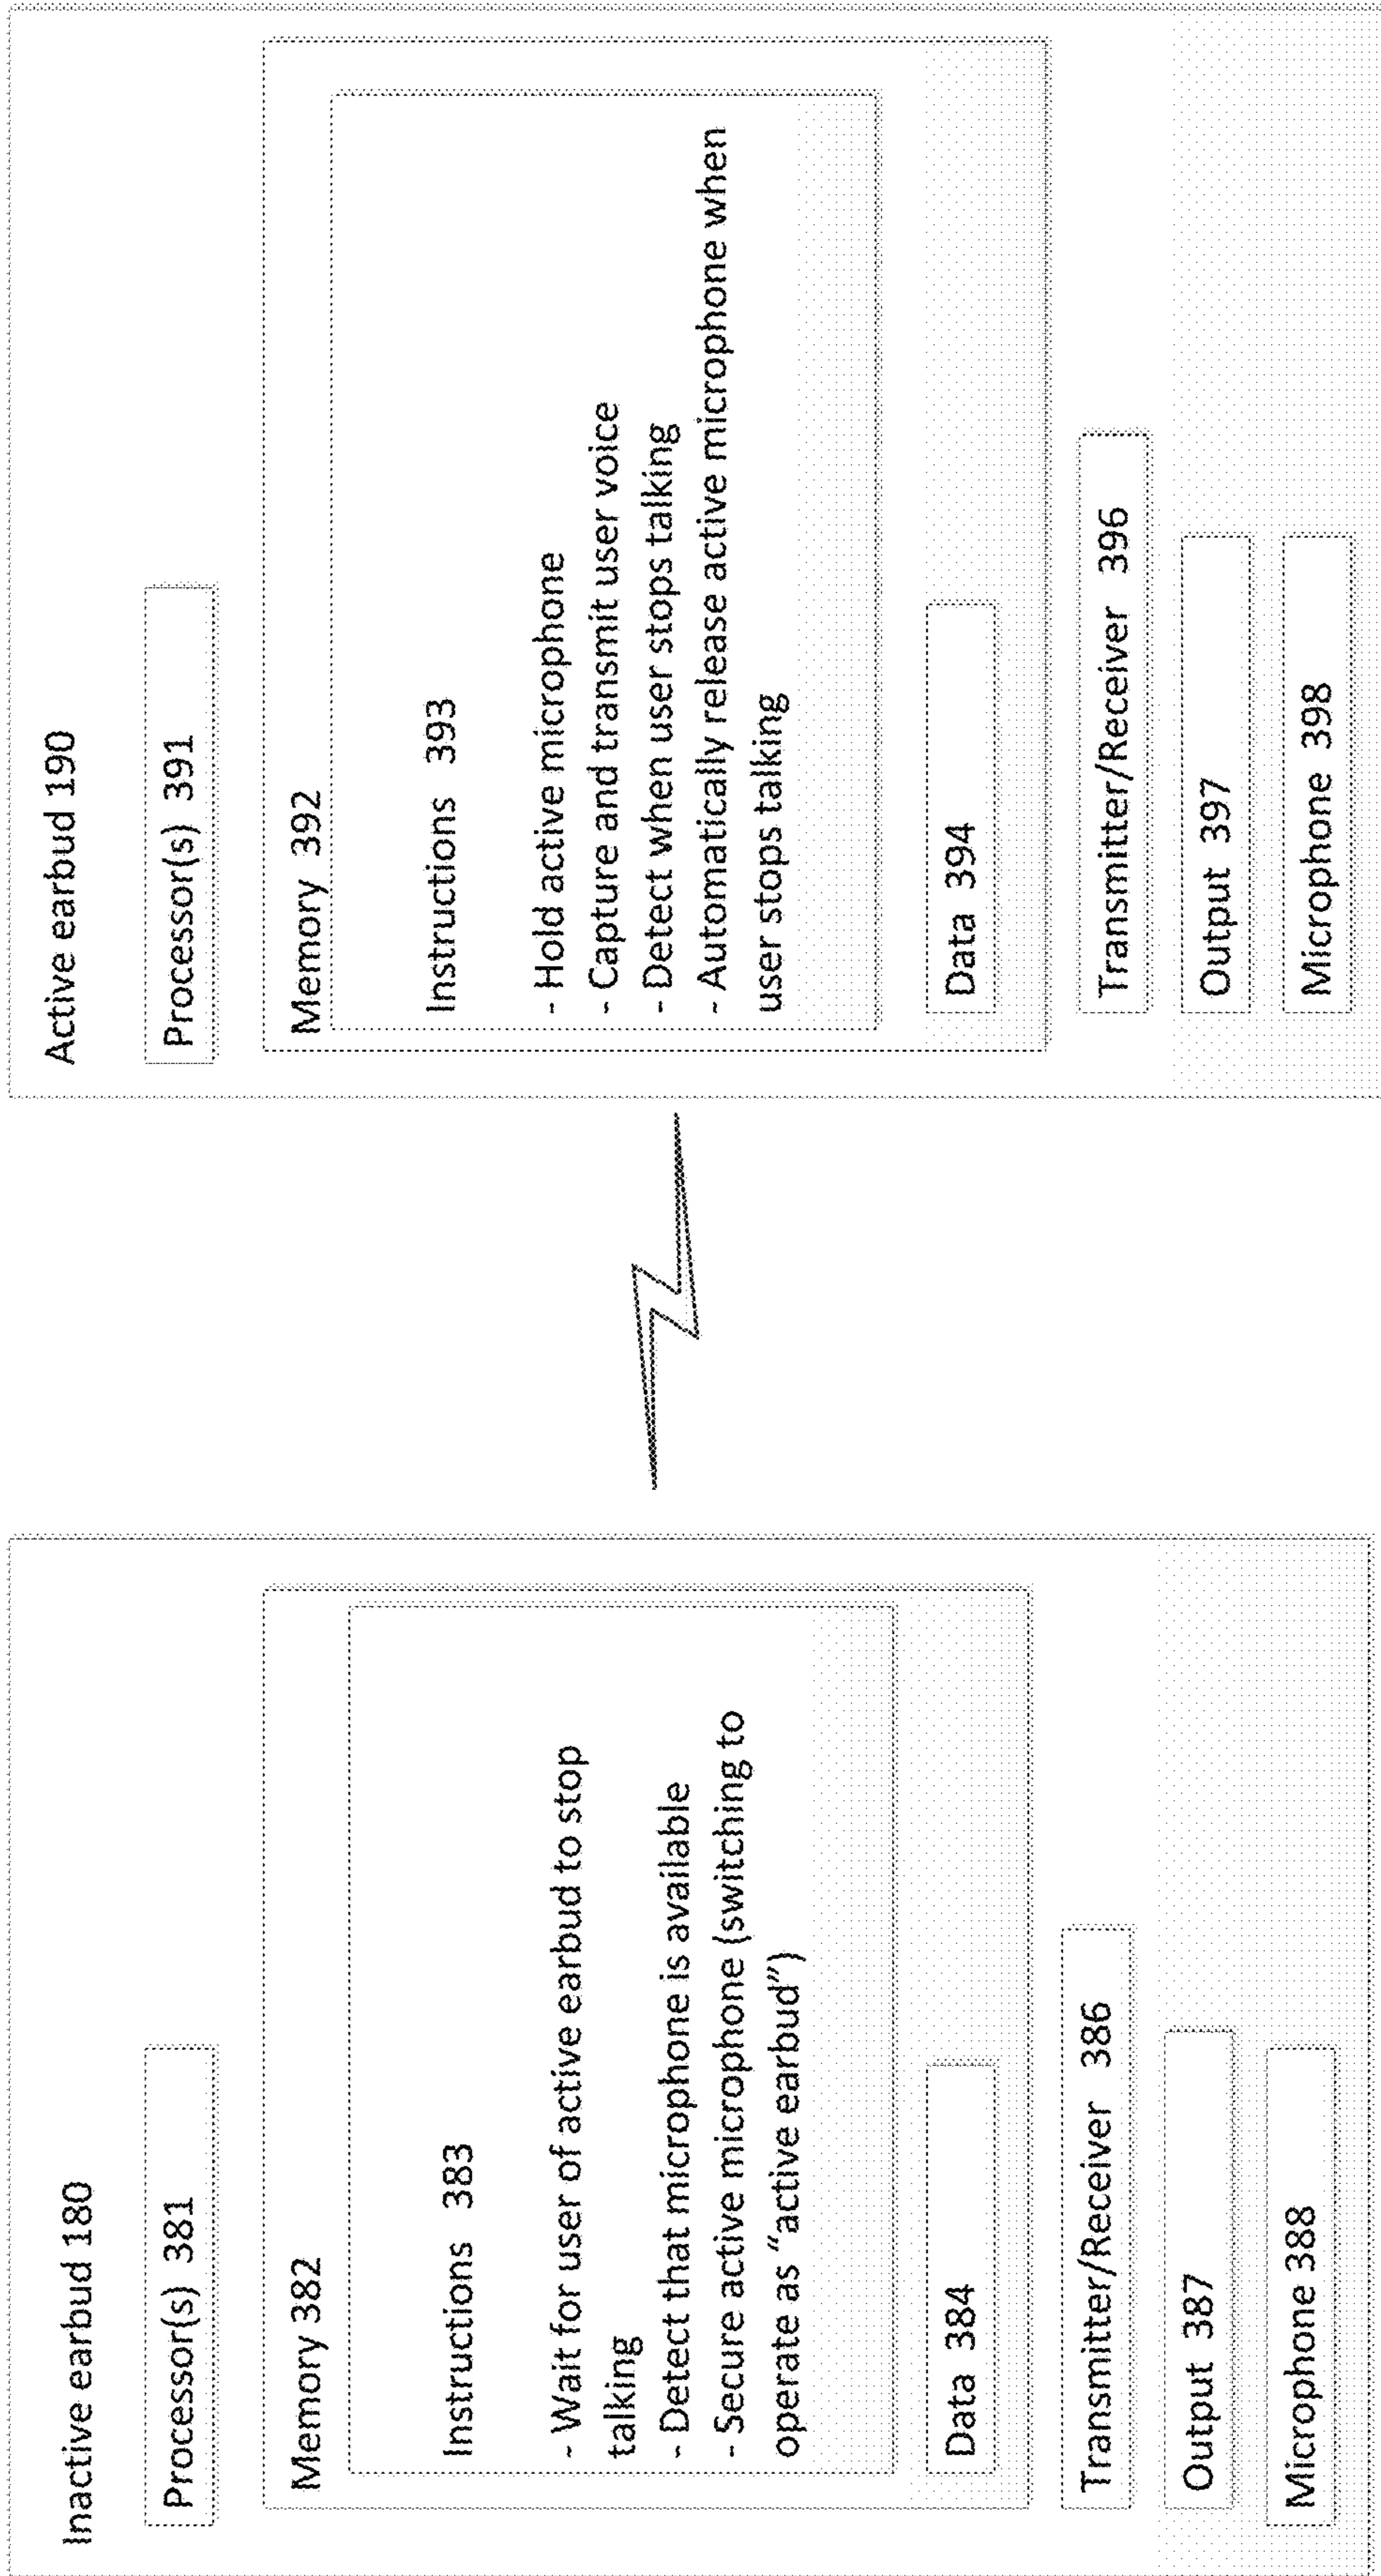 Inactive earbud 180
Processor(s) 381
Memory 382
Instructions 383
- Wait for user of active earbud to stop
talking
- Detect that microphone is available
- Secure active microphone (switching to
operate as “active earbud”)
Data 384
Transmitter/Receiver 386
Output 387
Microphone 388
Active earbud 190
Processor(s) 391
Memory 392
Instructions 393
- Hold active microphone
- Capture and transmit user voice
- Detect when user stops talking
- Automatically release active microphone when
user stops talking
Data 394
Transmitter/Receiver 396
Output 397
Microphone 398